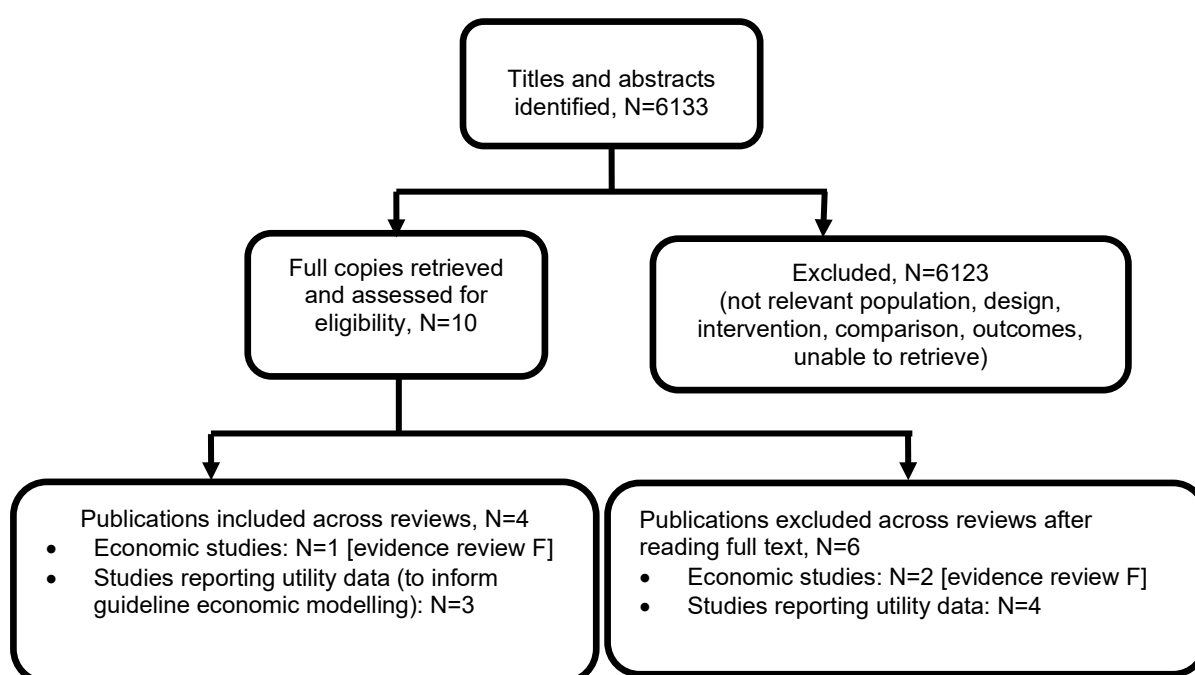 Titles and abstracts
identified, N=6133
Full copies retrieved
and assessed for
eligibility, N=10
Excluded, N=6123
(not relevant population, design,
intervention, comparison, outcomes,
unable to retrieve)
Publications included across reviews, N=4
• Economic studies: N=1 [evidence review F]
• Studies reporting utility data (to inform
guideline economic modelling): N=3
Publications excluded across reviews after
reading full text, N=6
• Economic studies: N=2 [evidence review F]
• Studies reporting utility data: N=4